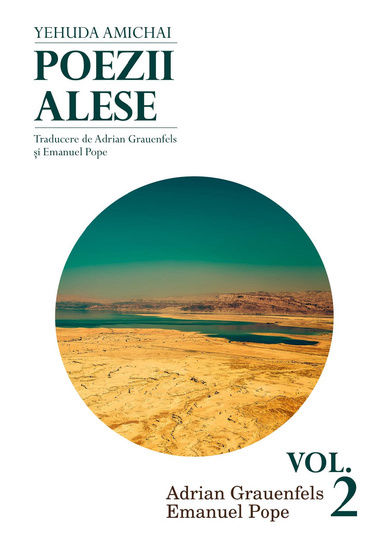 YEHUDA AMICHAI
POEZII
ALESE
Traducere de Adrian Grauenfels
și Emanuel Pope
VOL.
2
Adrian Grauenfels
Emanuel Pope